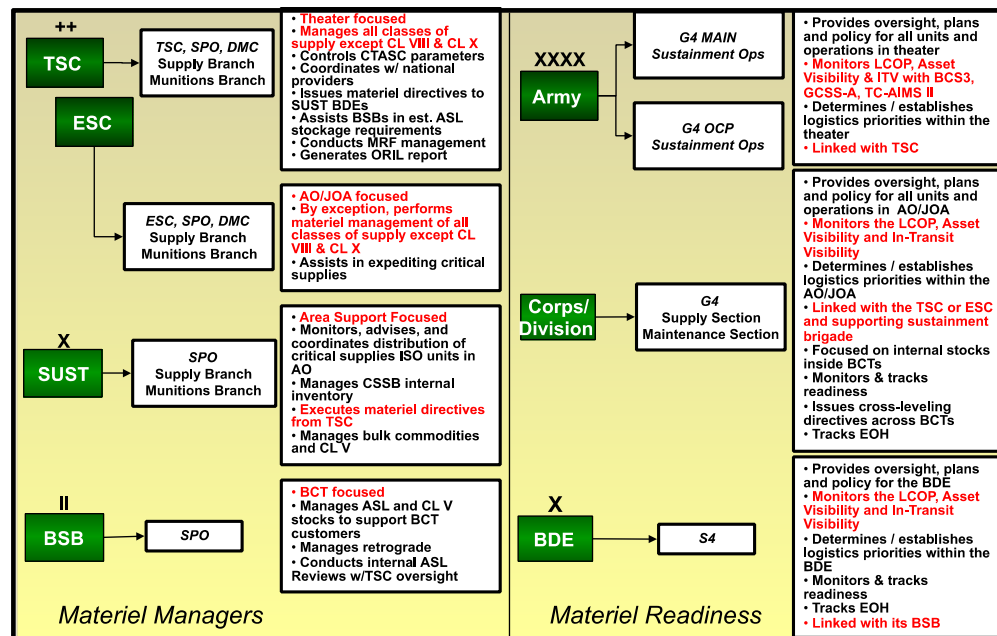 ++
TSC
TSC, SPO, DMC
Supply Branch
Munitions Branch
• Theater focused
• Manages all classes of
supply except CL VIII & CL X
• Controls CTASC parameters
• Coordinates w/ national
providers
• Issues materiel directives to
SUST BDEs
• Assists BSBs in est. ASL
stockage requirements
• Conducts MRF management
• Generates ORIL report
ESC
ESC, SPO, DMC
Supply Branch
Munitions Branch
• AO/JOA focused
• By exception, performs
materiel management of all
classes of supply except CL
VIII & CL X
• Assists in expediting critical
supplies
X
SUST
SPO
Supply Branch
Munitions Branch
• Area Support Focused
• Monitors, advises, and
coordinates distribution of
critical supplies ISO units in
AO
• Manages CSSB internal
inventory
• Executes materiel directives
from TSC
• Manages bulk commodities
and CL V
II
BSB
SPO
• BCT focused
• Manages ASL and CL V
stocks to support BCT
customers
• Manages retrograde
• Conducts internal ASL
Reviews w/TSC oversight
Materiel Managers
XXXX
Army
G4 MAIN
Sustainment Ops
G4 OCP
Sustainment Ops
• Provides oversight, plans
and policy for all units and
operations in theater
• Monitors LCOP, Asset
Visibility & ITV with BCS3,
GCSS-A, TC-AIMS II
• Determines / establishes
logistics priorities within the
theater
• Linked with TSC
Corps/
Division
G4
Supply Section
Maintenance Section
• Provides oversight, plans
and policy for all units and
operations in AO/JOA
• Monitors the LCOP, Asset
Visibility and In-Transit
Visibility
• Determines / establishes
logistics priorities within the
AO/JOA
• Linked with the TSC or ESC
and supporting sustainment
brigade
• Focused on internal stocks
inside BCTs
• Monitors & tracks
readiness
• Issues cross-leveling
directives across BCTs
• Tracks EOH
X
BDE
S4
• Provides oversight, plans
and policy for the BDE
• Monitors the LCOP, Asset
Visibility and In-Transit
Visibility
• Determines / establishes
logistics priorities within the
BDE
• Monitors & tracks
readiness
• Tracks EOH
• Linked with its BSB
Materiel Readiness